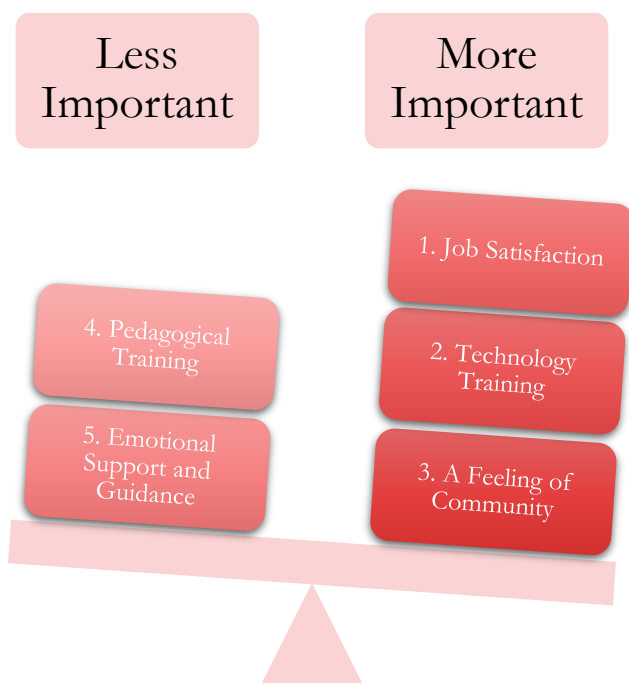 Less
Important
More
Important
1. Job Satisfaction
2. Technology
Training
3. A Feeling of
Community
4. Pedagogical
Training
5. Emotional
Support and
Guidance